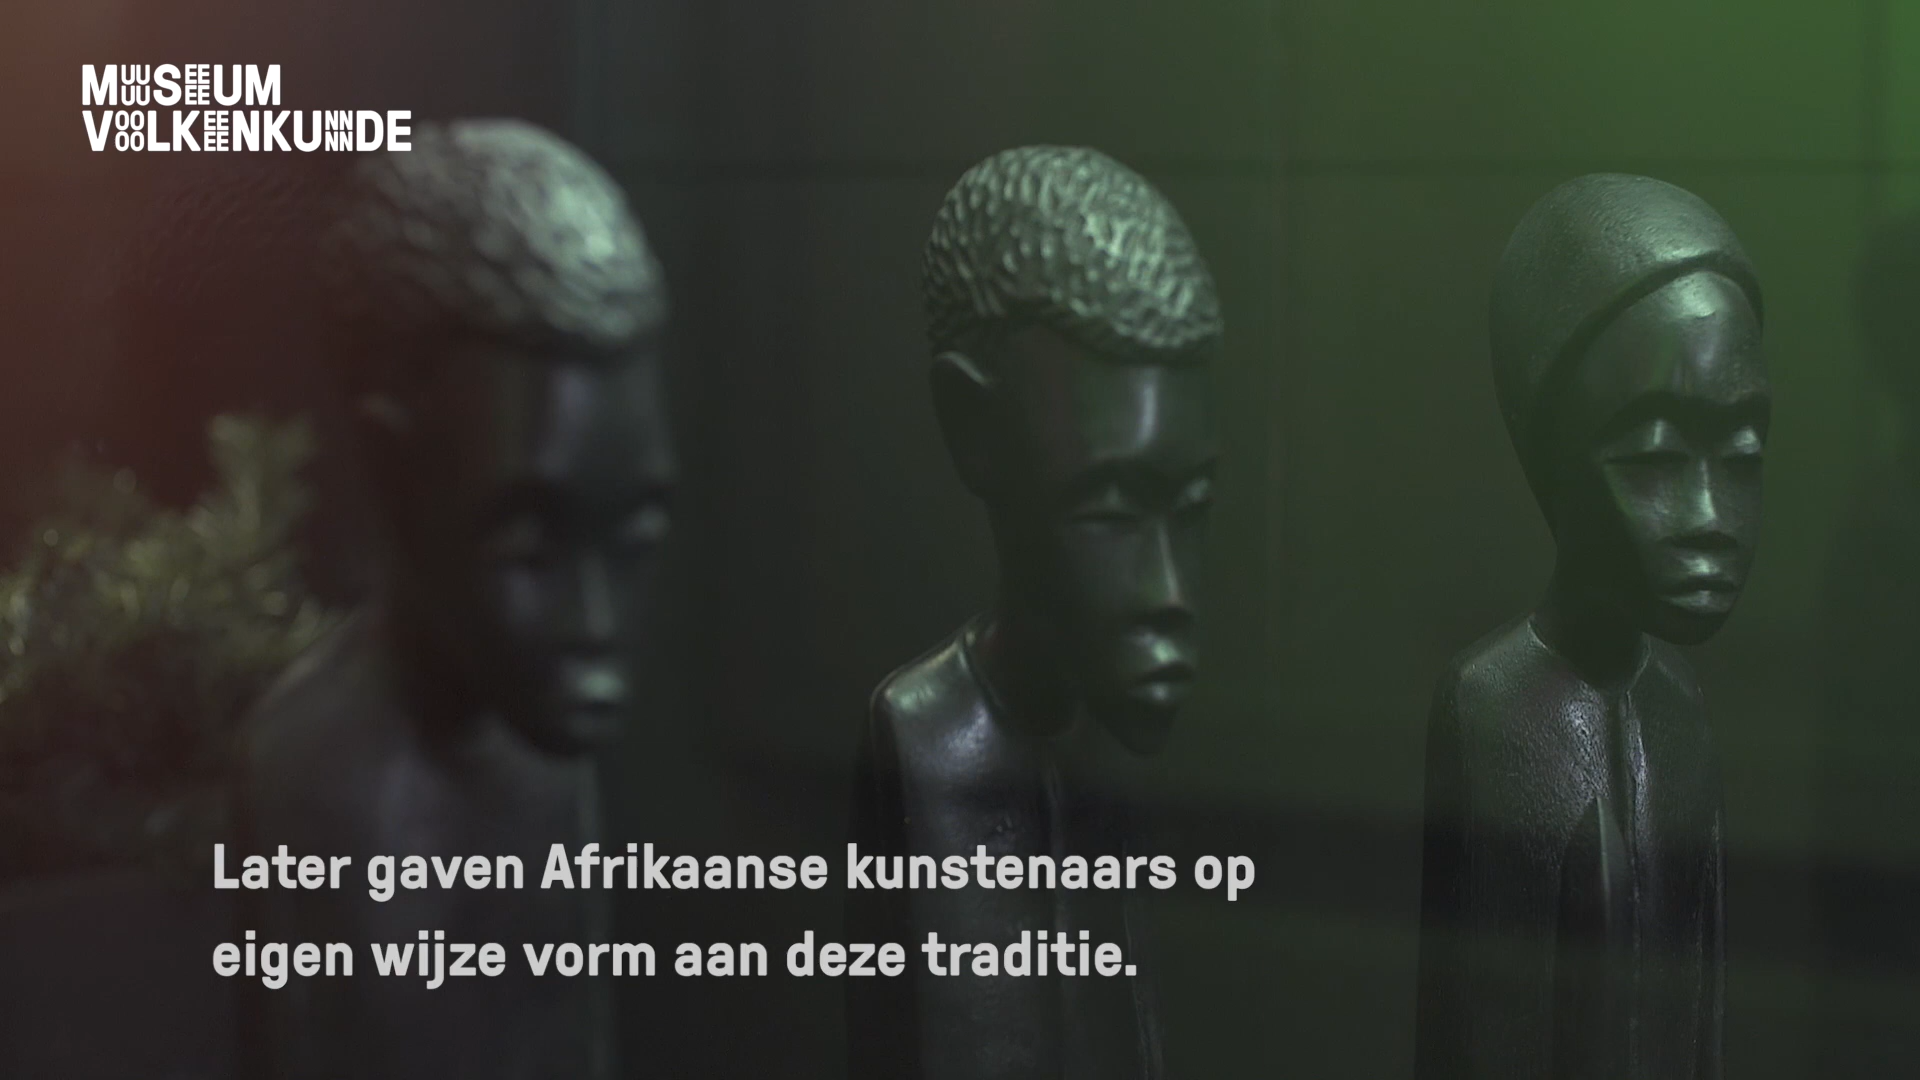 MUSEUM
VOLKENKUNDE
Later gaven Afrikaanse kunstenaars op
eigen wijze vorm aan deze traditie.